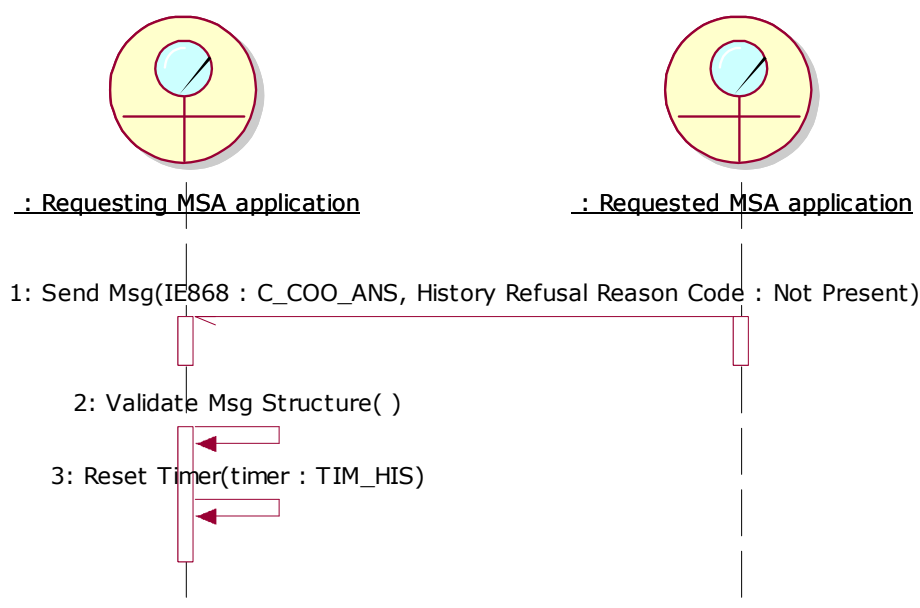 : Requesting MSA application
: Requested MSA application
1: Send Msg(IE868 : C_COO_ANS, History Refusal Reason Code : Not Present)
2: Validate Msg Structure( )
3: Reset Timer(timer : TIM_HIS)